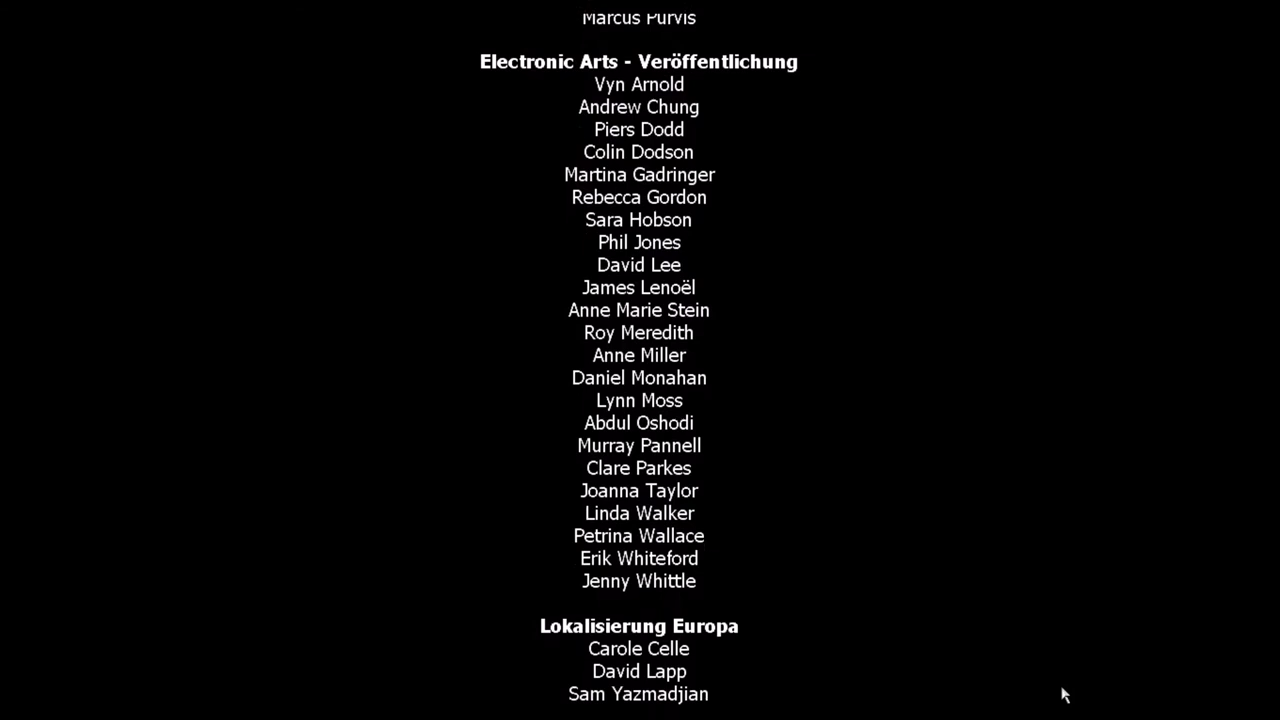 Marcus Purvis
Electronic Arts - Veröffentlichung
Vyn Arnold
Andrew Chung
Piers Dodd
Colin Dodson
Martina Gadringer
Rebecca Gordon
Sara Hobson
Phil Jones
David Lee
James Lenoël
Anne Marie Stein
Roy Meredith
Anne Miller
Daniel Monahan
Lynn Moss
Abdul Oshodi
Murray Pannell
Clare Parkes
Joanna Taylor
Linda Walker
Petrina Wallace
Erik Whiteford
Jenny Whittle
Lokalisierung Europa
Carole Celle
David Lapp
Sam Yazmadjian